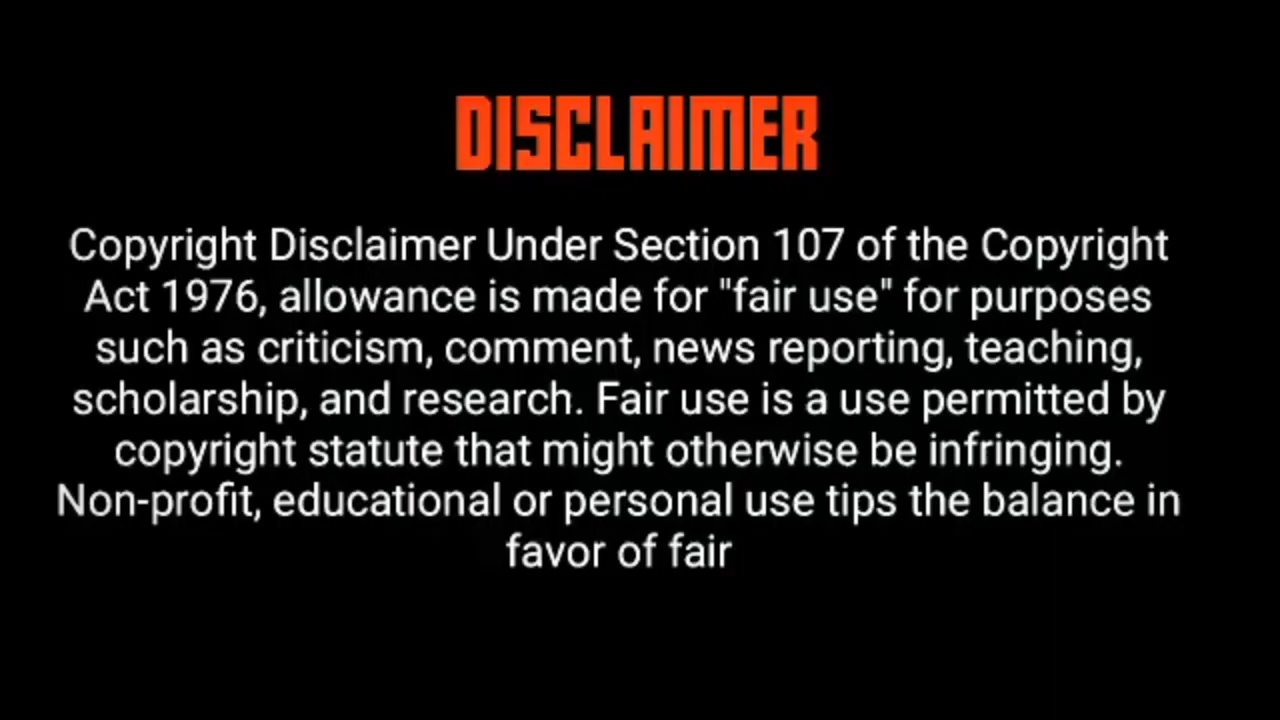 DISCLAIMER
Copyright Disclaimer Under Section 107 of the Copyright
Act 1976, allowance is made for "fair use" for purposes
such as criticism, comment, news reporting, teaching,
scholarship, and research. Fair use is a use permitted by
copyright statute that might otherwise be infringing.
Non-profit, educational or personal use tips the balance in
favor of fair